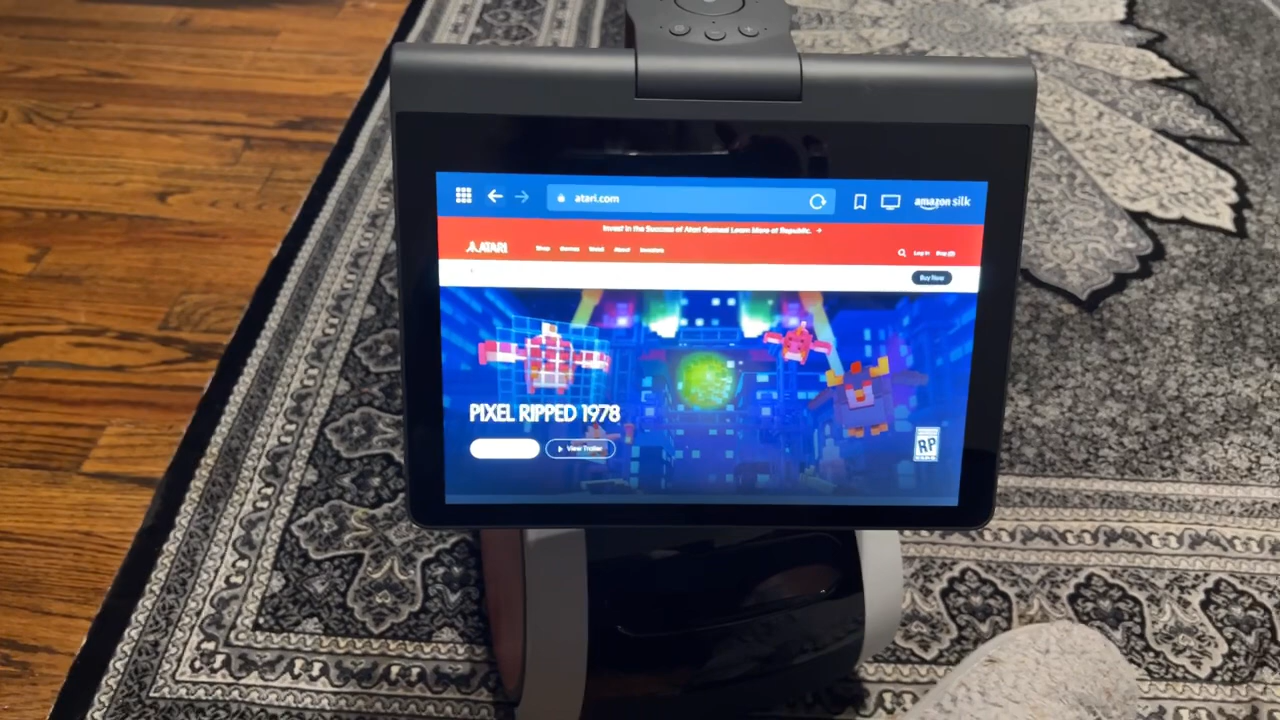 atari.com
amazon silk
Invest in the Success of Atari Games! Learn More at Republic. →
ATARI
Shop Games About Investors
Log In Bag (0)
Buy Now
PIXEL RIPPED 1978
View Trailer
RP